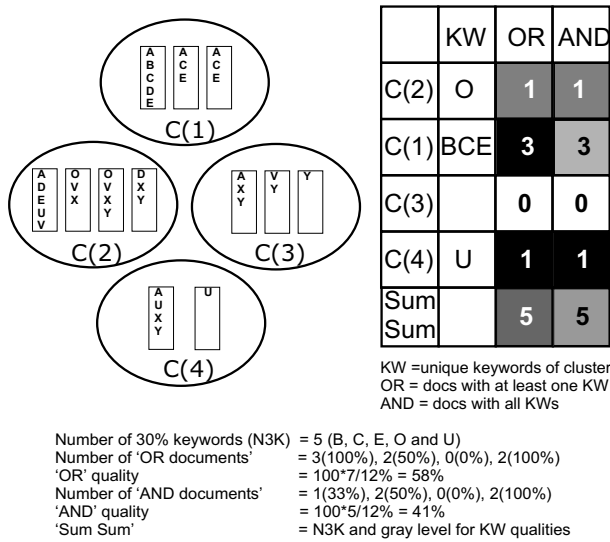 A
B
C
D
E
A
C
E
A
C
E
C(1)
A
D
E
U
V
O
V
X
O
V
X
Y
D
X
Y
C(2)
A
X
Y
V
Y
Y
C(3)
A
U
X
Y
U
C(4)
KW OR AND
C(2) O 1 1
C(1) BCE 3 3
C(3) 0 0
C(4) U 1 1
Sum
Sum 5 5
KW =unique keywords of cluster
OR = docs with at least one KW
AND = docs with all KWs
Number of 30% keywords (N3K) = 5 (B, C, E, O and U)
Number of 'OR documents' = 3(100%), 2(50%), 0(0%), 2(100%)
'OR' quality = 100*7/12% = 58%
Number of 'AND documents' = 1(33%), 2(50%), 0(0%), 2(100%)
'AND' quality = 100*5/12% = 41%
'Sum Sum' = N3K and gray level for KW qualities